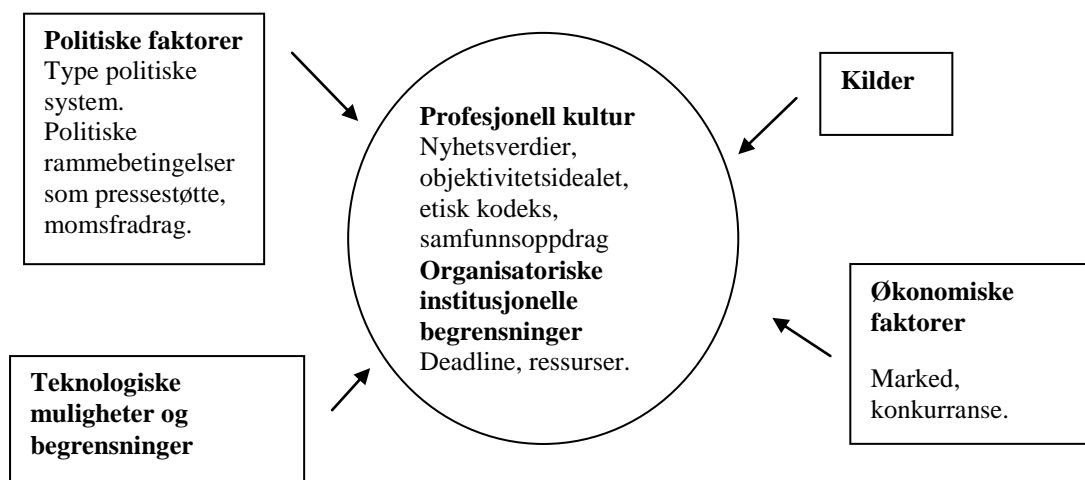 Politiske faktorer
Type politiske
system.
Politiske
rammebetingelser
som pressestøtte,
momsfradrag.
Profesjonell kultur
Nyhetsverdier,
objektivitetsidealet,
etisk kodeks,
samfunnsoppdrag
Organisatoriske
institusjonelle
begrensninger
Deadline, ressurser.
Kilder
Økonomiske
faktorer
Marked,
konkurranse.
Teknologiske
muligheter og
begrensninger